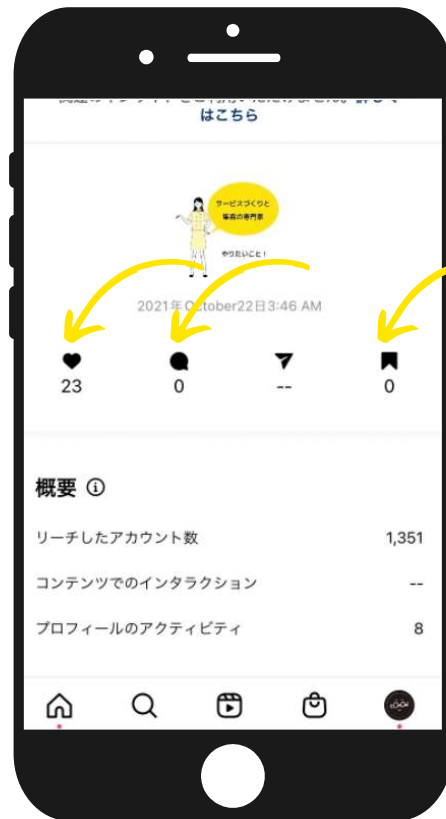 はこちら
サービスづくりと
集客の専門家
やりたいこと！
2021年October22日3:46 AM
23
0
--
0
概要
リーチしたアカウント数
1,351
コンテンツでのインタラクション
--
プロフィールのアクティビティ
8